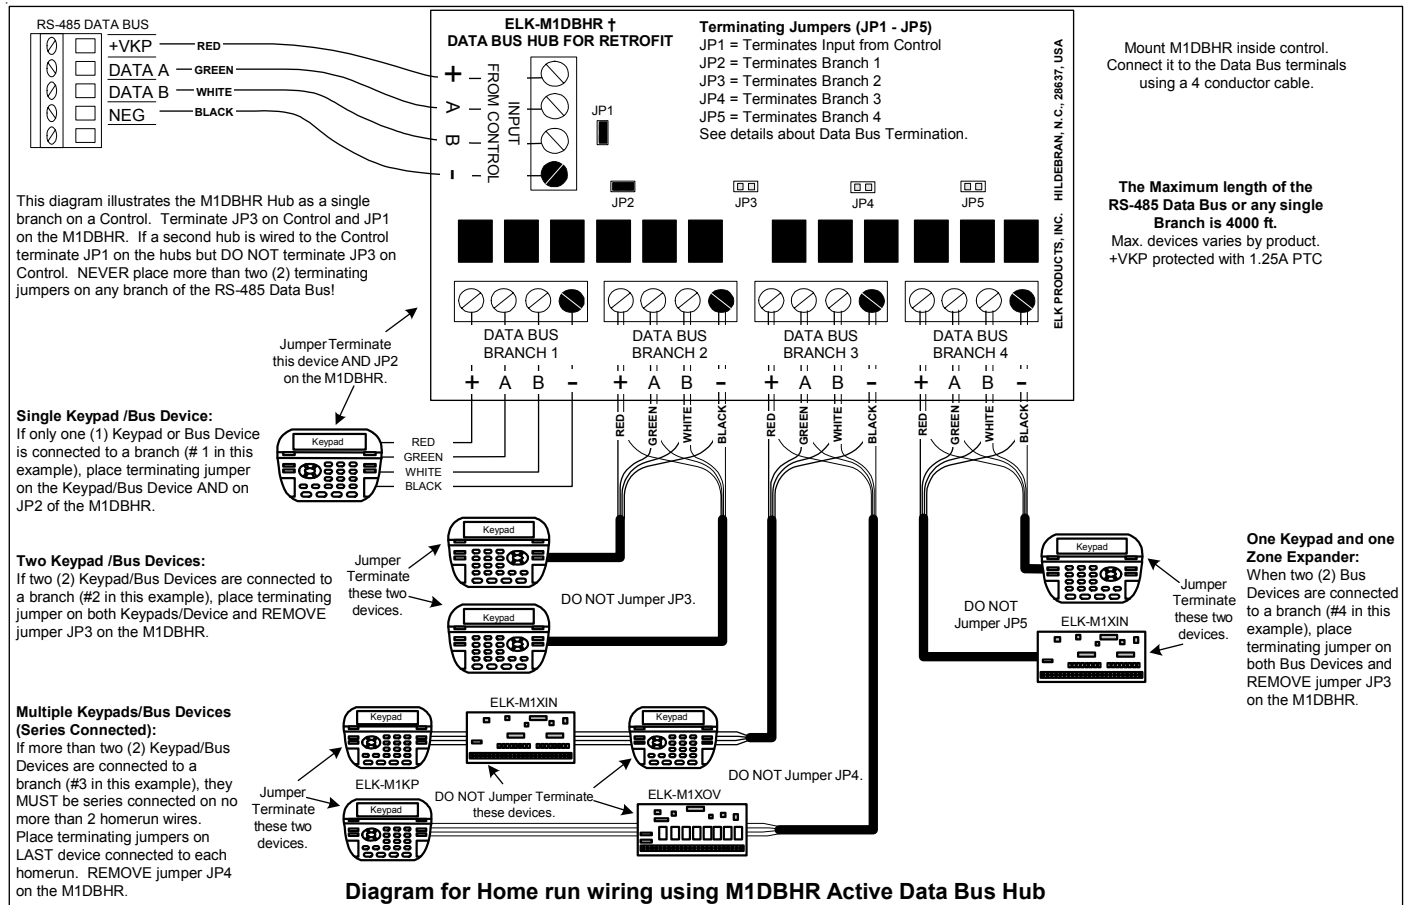 RS-485 DATA BUS
+VKP
RED
DATA A
GREEN
DATA B
WHITE
NEG
BLACK
ELK-M1DBHR †
DATA BUS HUB FOR RETROFIT
+
A
B
-
FROM CONTROL
INPUT
JP1
Terminating Jumpers (JP1 - JP5)
JP1 = Terminates Input from Control
JP2 = Terminates Branch 1
JP3 = Terminates Branch 2
JP4 = Terminates Branch 3
JP5 = Terminates Branch 4
See details about Data Bus Termination.
JP2
JP3
JP4
JP5
ELK PRODUCTS, INC. HILDEBRAN, N.C., 28637, USA
Mount M1DBHR inside control.
Connect it to the Data Bus terminals
using a 4 conductor cable.
The Maximum length of the
RS-485 Data Bus or any single
Branch is 4000 ft.
Max. devices varies by product.
+VKP protected with 1.25A PTC
This diagram illustrates the M1DBHR Hub as a single
branch on a Control. Terminate JP3 on Control and JP1
on the M1DBHR. If a second hub is wired to the Control
terminate JP1 on the hubs but DO NOT terminate JP3 on
Control. NEVER place more than two (2) terminating
jumpers on any branch of the RS-485 Data Bus!
DATA BUS
BRANCH 1
+ A B -
DATA BUS
BRANCH 2
+ A B -
DATA BUS
BRANCH 3
+ A B -
DATA BUS
BRANCH 4
+ A B -
RED
GREEN
WHITE
BLACK
RED
GREEN
WHITE
BLACK
RED
GREEN
WHITE
BLACK
Jumper Terminate
this device AND JP2
on the M1DBHR.
Single Keypad /Bus Device:
If only one (1) Keypad or Bus Device
is connected to a branch (# 1 in this
example), place terminating jumper
on the Keypad/Bus Device AND on
JP2 of the M1DBHR.
Keypad
RED
GREEN
WHITE
BLACK
Two Keypad /Bus Devices:
If two (2) Keypad/Bus Devices are connected to
a branch (#2 in this example), place terminating
jumper on both Keypads/Device and REMOVE
jumper JP3 on the M1DBHR.
Jumper
Terminate
these two
devices.
Keypad
Keypad
DO NOT Jumper JP3.
DO NOT
Jumper JP5
Keypad
ELK-M1XIN
Jumper
Terminate
these two
devices.
One Keypad and one
Zone Expander:
When two (2) Bus
Devices are connected
to a branch (#4 in this
example), place
terminating jumper on
both Bus Devices and
REMOVE jumper JP3
on the M1DBHR.
Multiple Keypads/Bus Devices
(Series Connected):
If more than two (2) Keypad/Bus
Devices are connected to a
branch (#3 in this example), they
MUST be series connected on no
more than 2 homerun wires.
Place terminating jumpers on
LAST device connected to each
homerun. REMOVE jumper JP4
on the M1DBHR.
Jumper
Terminate
these two
devices.
Keypad
ELK-M1XIN
Keypad
ELK-M1KP
Keypad
DO NOT Jumper Terminate
these devices.
ELK-M1XOV
DO NOT Jumper JP4.
Diagram for Home run wiring using M1DBHR Active Data Bus Hub